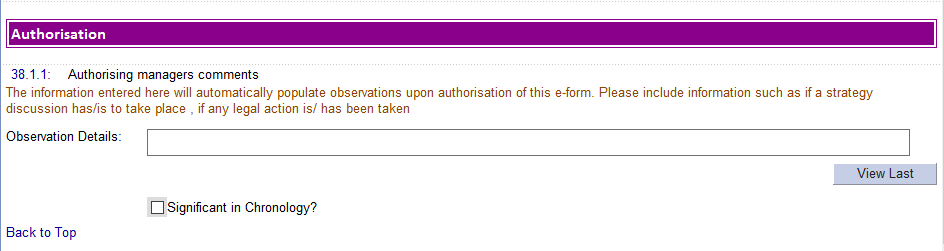 Authorisation
38.1.1: Authorising managers comments
The information entered here will automatically populate observations upon authorisation of this e-form. Please include information such as if a strategy
discussion has/is to take place , if any legal action is/ has been taken
Observation Details:
View Last
Significant in Chronology?
Back to Top